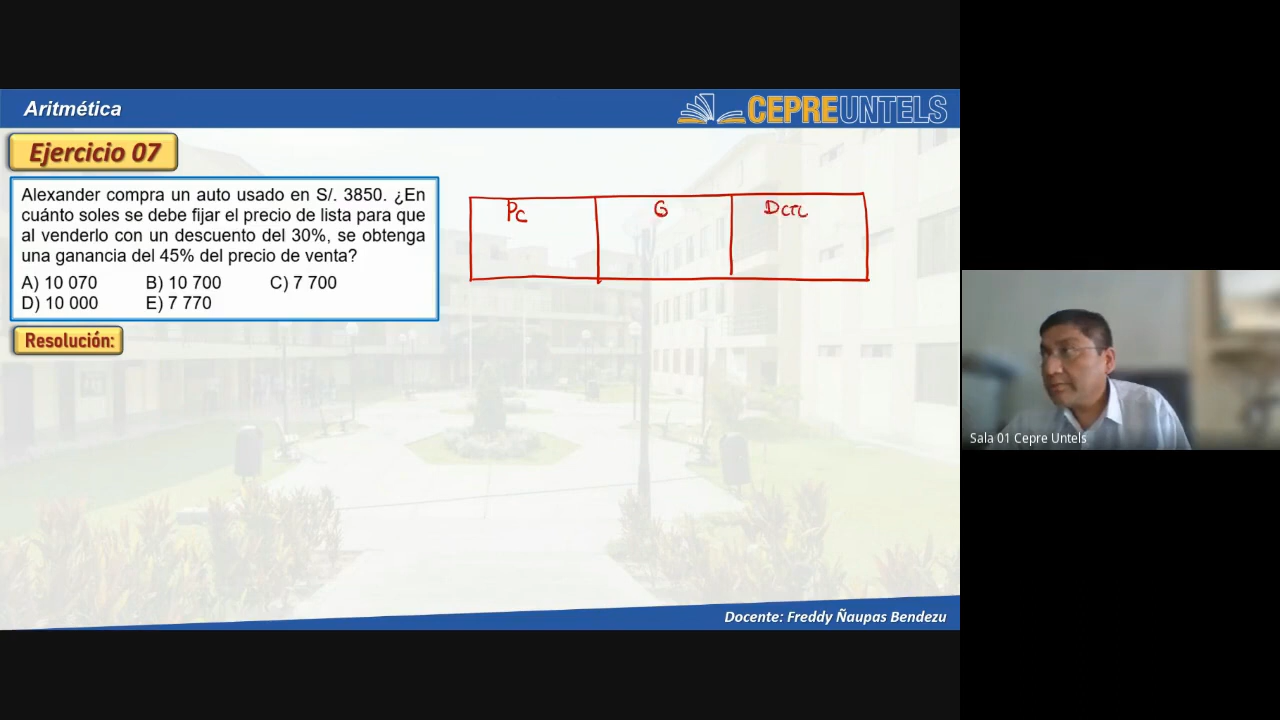 Aritmética
CEPREUNTELS
Ejercicio 07
Alexander compra un auto usado en S/. 3850. ¿En
cuánto soles se debe fijar el precio de lista para que
al venderlo con un descuento del 30%, se obtenga
una ganancia del 45% del precio de venta?
A) 10 070 B) 10 700 C) 7 700
D) 10 000 E) 7 770
Resolución:
Pc G DCTO
Sala 01 Cepre Untels
Docente: Freddy Ñaupas Bendezu